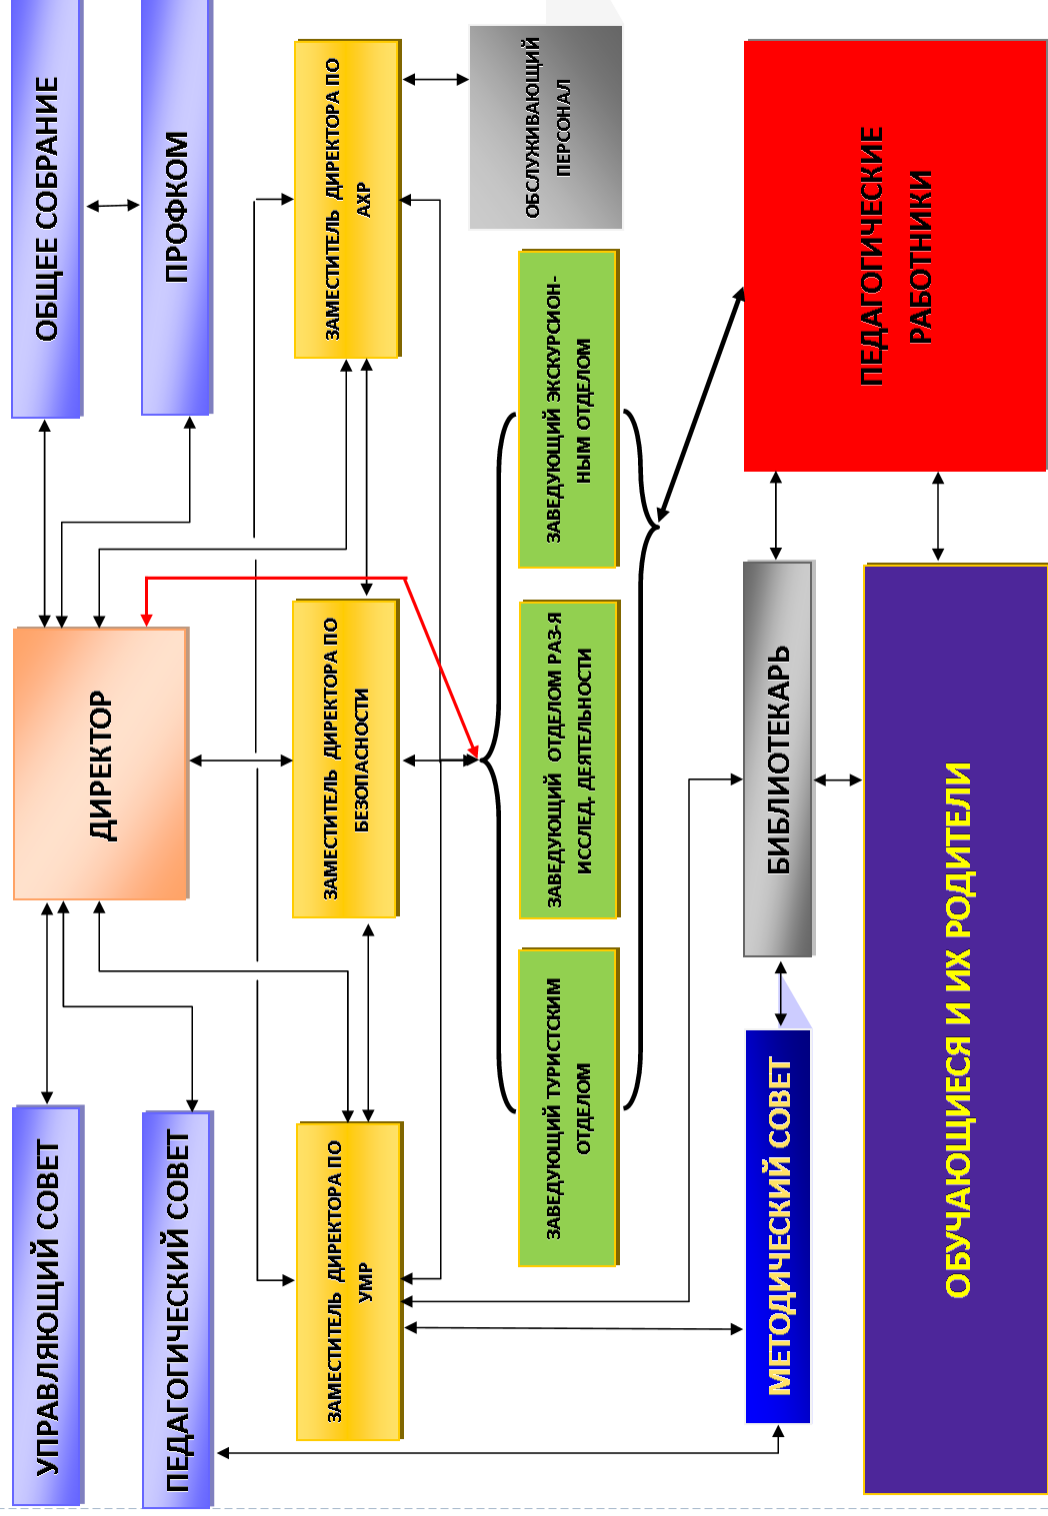 УПРАВЛЯЮЩИЙ СОВЕТ
ДИРЕКТОР
ОБЩЕЕ СОБРАНИЕ
ПЕДАГОГИЧЕСКИЙ СОВЕТ
ПРОФКОМ
ЗАМЕСТИТЕЛЬ ДИРЕКТОРА ПО
УМР
ЗАМЕСТИТЕЛЬ ДИРЕКТОРА ПО
БЕЗОПАСНОСТИ
ЗАМЕСТИТЕЛЬ ДИРЕКТОРА ПО
АХР
ОБСЛУЖИВАЮЩИЙ
ПЕРСОНАЛ
ЗАВЕДУЮЩИЙ ТУРИСТСКИМ
ОТДЕЛОМ
ЗАВЕДУЮЩИЙ ОТДЕЛОМ РАЗ-Я
ИССЛЕД. ДЕЯТЕЛЬНОСТИ
ЗАВЕДУЮЩИЙ ЭКСКУРСИОН-
НЫМ ОТДЕЛОМ
МЕТОДИЧЕСКИЙ СОВЕТ
БИБЛИОТЕКАРЬ
ПЕДАГОГИЧЕСКИЕ
РАБОТНИКИ
ОБУЧАЮЩИЕСЯ И ИХ РОДИТЕЛИ